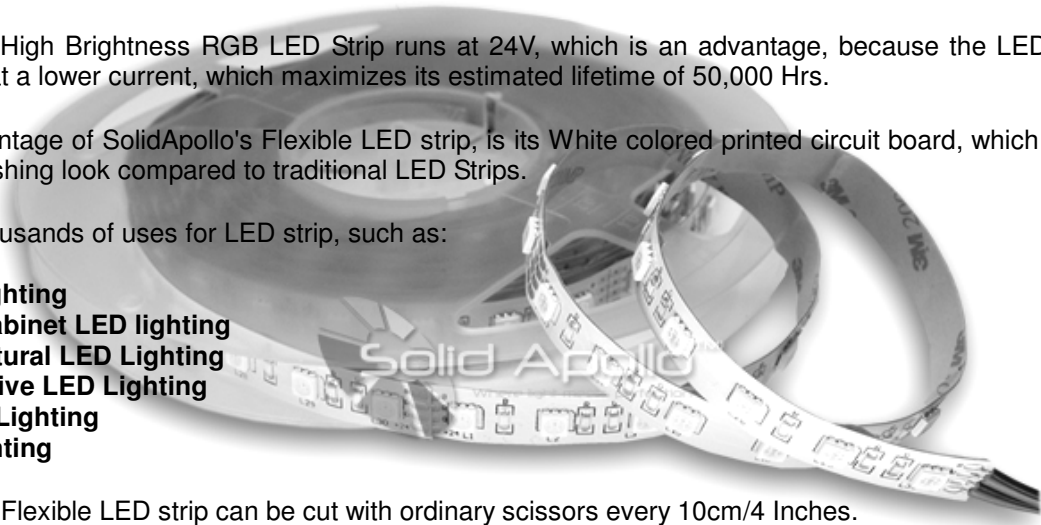 High Brightness RGB LED Strip runs at 24V, which is an advantage, because the LED
at a lower current, which maximizes its estimated lifetime of 50,000 Hrs.
ntage of SolidApollo's Flexible LED strip, is its White colored printed circuit board, which
shing look compared to traditional LED Strips.
usands of uses for LED strip, such as:
ghting
abinet LED lighting
tural LED Lighting
ive LED Lighting
Lighting
nting
Solid Apollo
Flexible LED strip can be cut with ordinary scissors every 10cm/4 Inches.